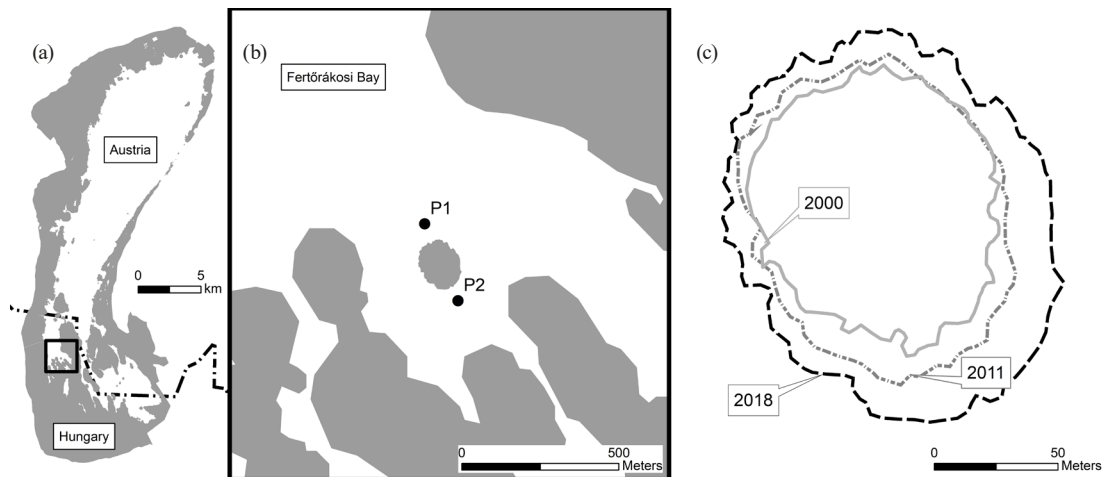 (a)
Austria
0 5
km
Hungary
(b)
Fertőrákosi Bay
P1
P2
0 500
Meters
(c)
2000
2011
2018
0 50
Meters